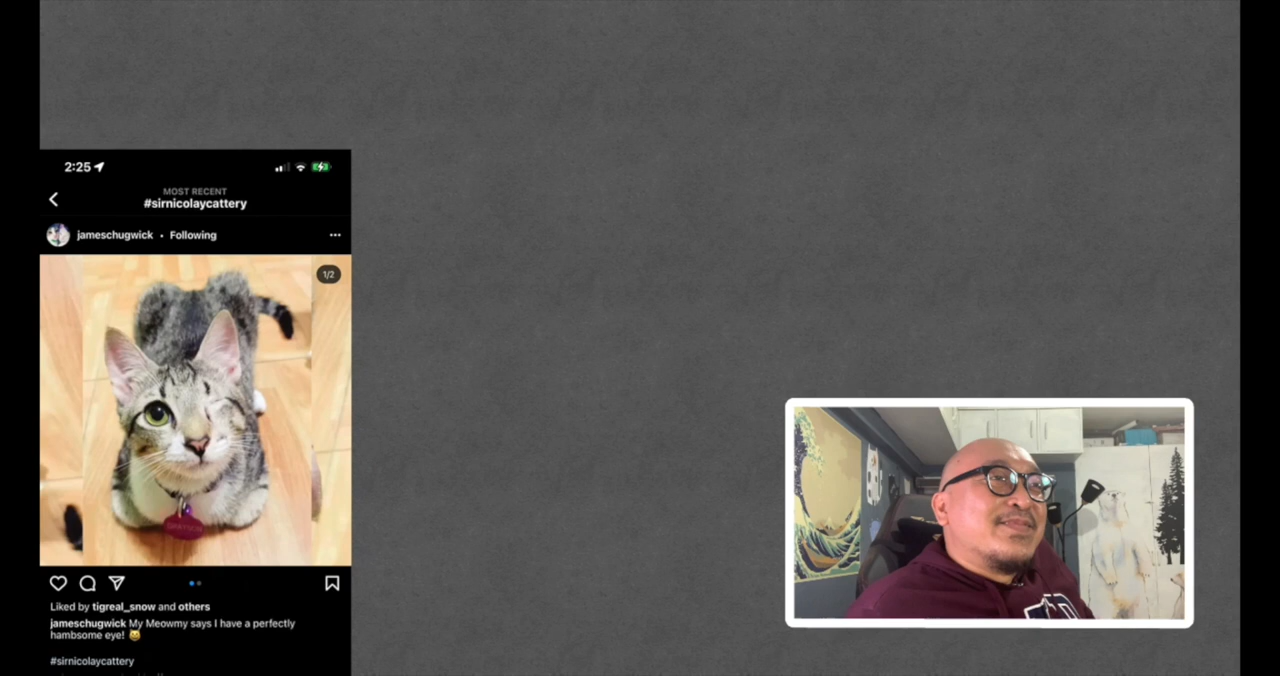 2:25
MOST RECENT
#sirnicolaycattery
jameschugwick • Following
1/2
Liked by tigreal_snow and others
jameschugwick My Meowmy says I have a perfectly
hambsome eye! 😸
#sirnicolaycattery